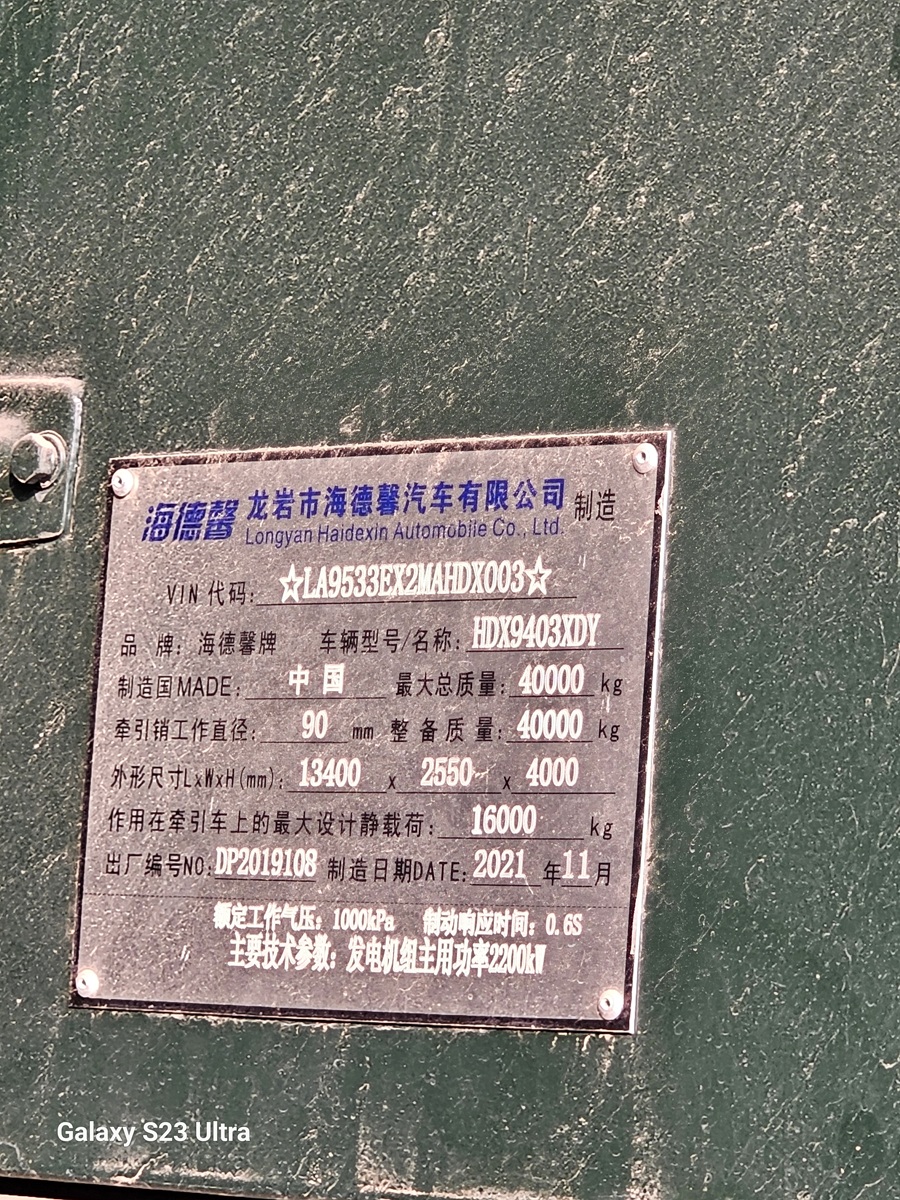 海德馨 龙岩市海德馨汽车有限公司 制造
Longyan Haidexin Automobile Co., Ltd.
VIN 代码: ☆LA9533EX2MAHDX003☆
品 牌: 海德馨牌 车辆型号/名称: HDX9403XDY
制造国MADE: 中 国 最大总质量: 40000 kg
牵引销工作直径: 90 mm 整 备 质 量: 40000 kg
外形尺寸LxWxH(mm): 13400 x 2550 x 4000
作用在牵引车上的最大设计静载荷: 16000 kg
出厂编号NO: DP2019108 制造日期DATE: 2021 年 11 月
额定工作气压: 1000kPa 制动响应时间: 0.6S
主要技术参数: 发电机组主用功率2200kW
Galaxy S23 Ultra